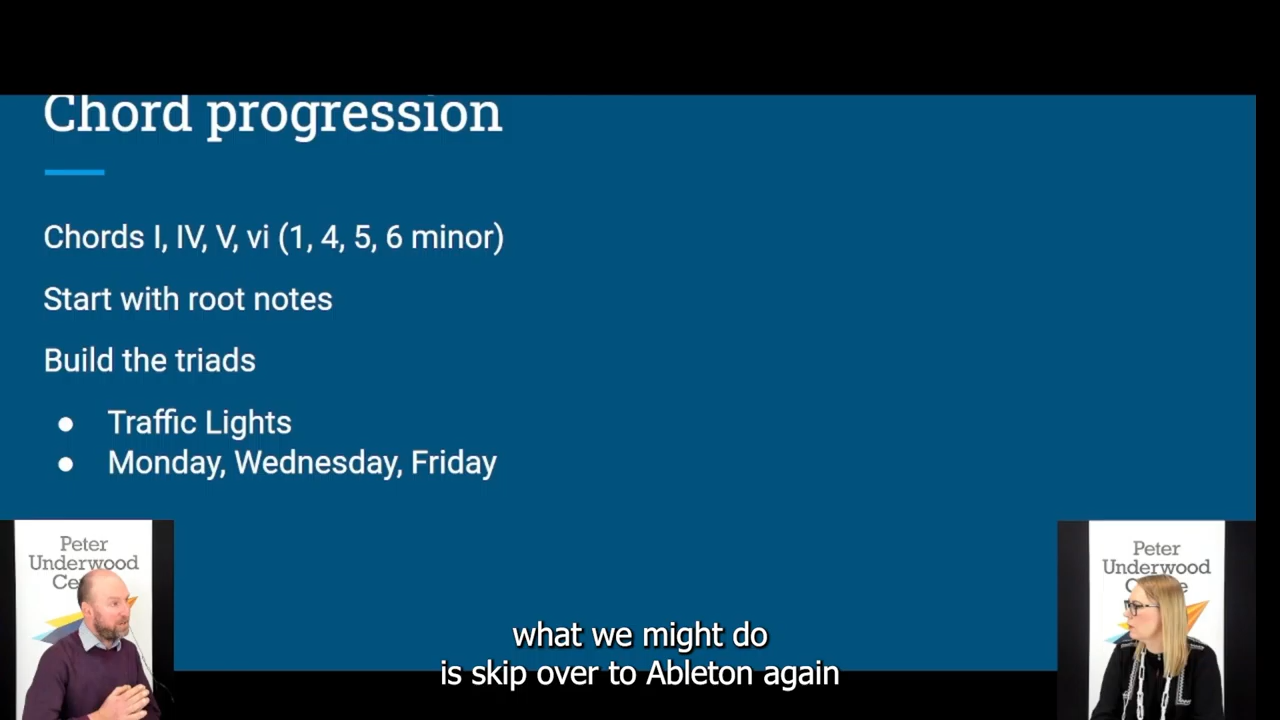 Chord progression
Chords I, IV, V, vi (1, 4, 5, 6 minor)
Start with root notes
Build the triads
● Traffic Lights
● Monday, Wednesday, Friday
Peter
Underwood
Peter
Underwood
what we might do
is skip over to Ableton again